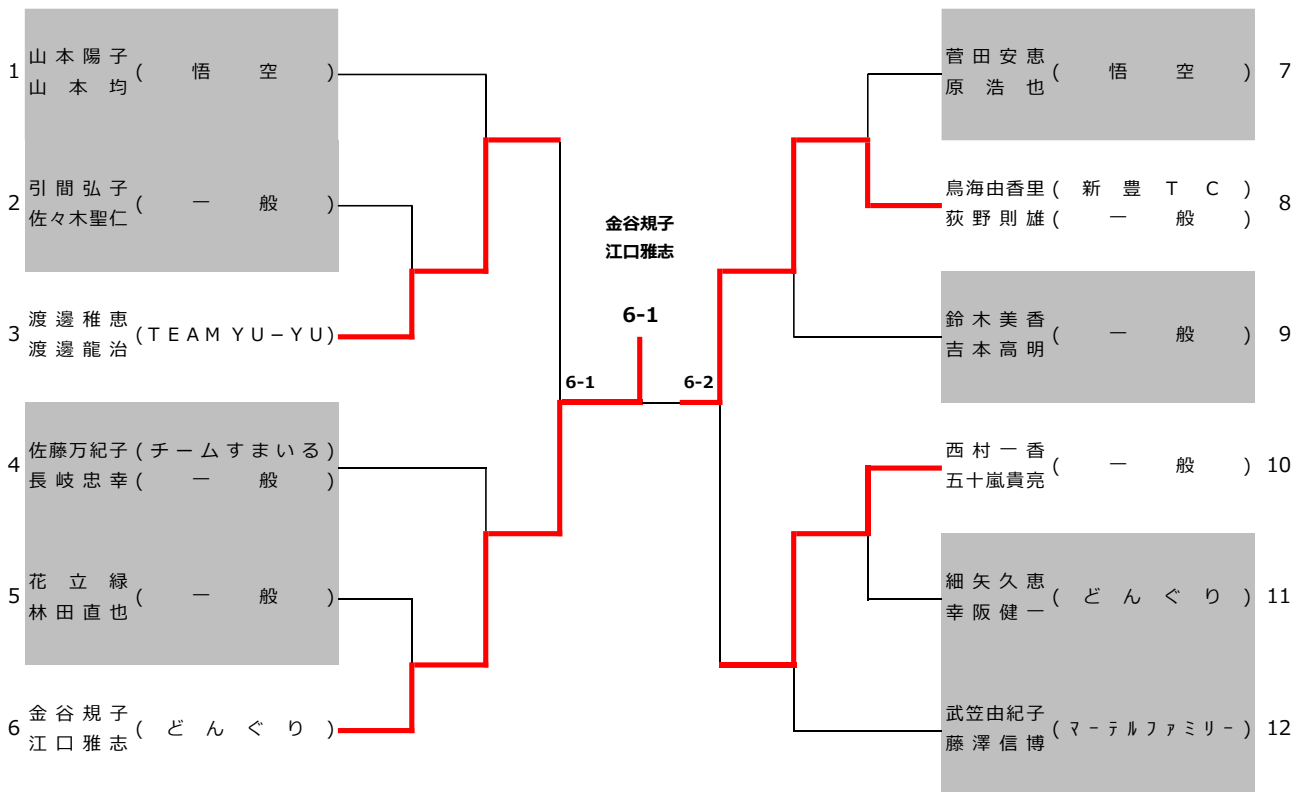 1 山本陽子 山本均 (悟空)
2 引間弘子 佐々木聖仁 (一般)
3 渡邊稚恵 渡邊龍治 (TEAM YU−YU)
4 佐藤万紀子 (チームすまいる)
長岐忠幸 (一般)
5 花立緑 林田直也 (一般)
6 金谷規子 江口雅志 (どんぐり)
金谷規子
江口雅志
6-1
6-1
6-2
菅田安恵 原浩也 (悟空) 7
鳥海由香里 (新豊TC) 8
荻野則雄 (一般)
鈴木美香 吉本高明 (一般) 9
西村一香 五十嵐貴亮 (一般) 10
細矢久恵 幸阪健一 (どんぐり) 11
武笠由紀子 藤澤信博 (ﾏｰﾃﾙﾌｧﾐﾘｰ) 12